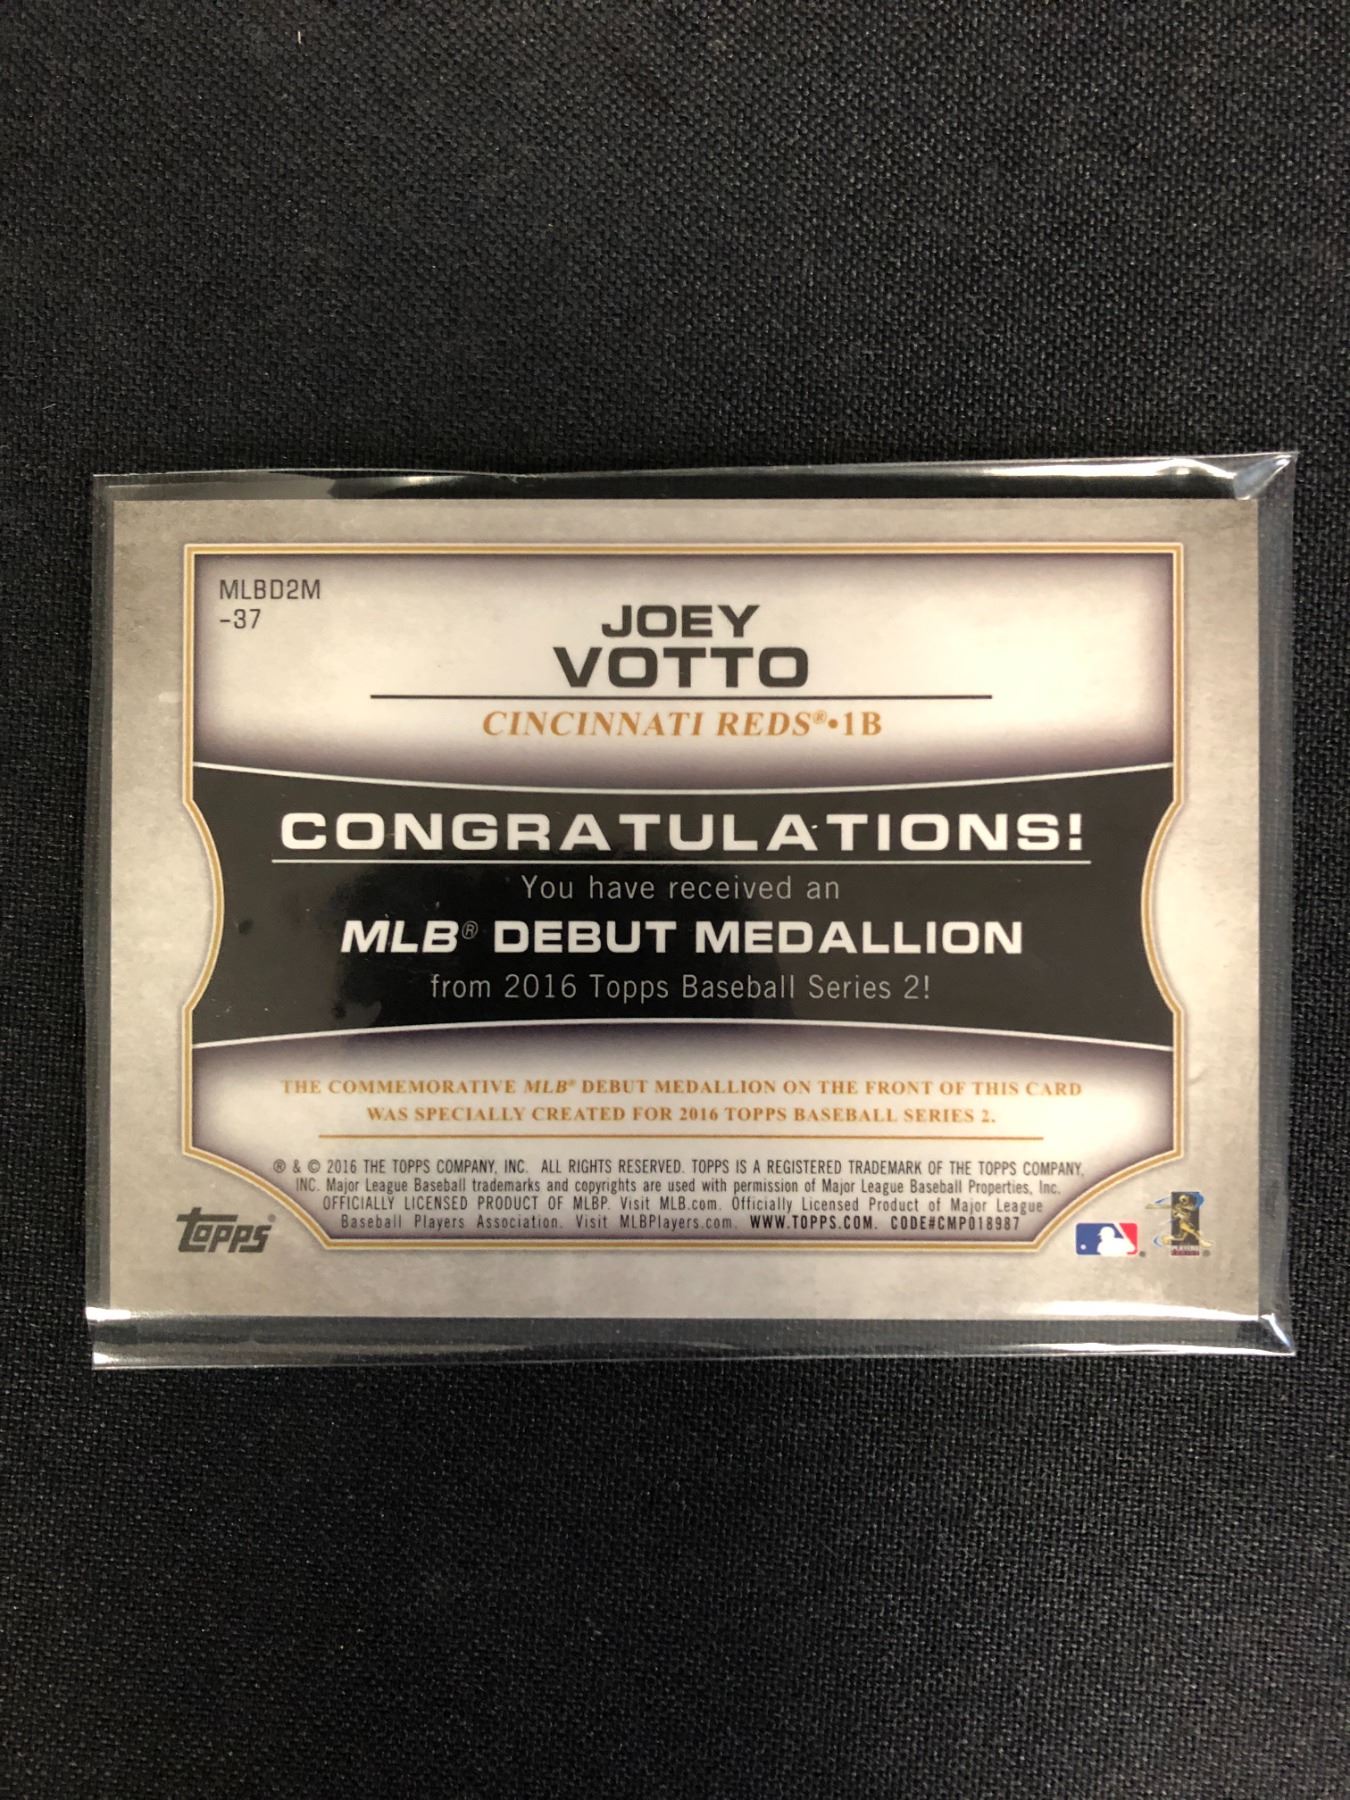 MLBD2M
-37
JOEY
VOTTO
CINCINNATI REDS®•1B
CONGRATULATIONS!
You have received an
MLB® DEBUT MEDALLION
from 2016 Topps Baseball Series 2!
THE COMMEMORATIVE MLB® DEBUT MEDALLION ON THE FRONT OF THIS CARD
WAS SPECIALLY CREATED FOR 2016 TOPPS BASEBALL SERIES 2.
® & © 2016 THE TOPPS COMPANY, INC. ALL RIGHTS RESERVED. TOPPS IS A REGISTERED TRADEMARK OF THE TOPPS COMPANY,
INC. Major League Baseball trademarks and copyrights are used with permission of Major League Baseball Properties, Inc.
OFFICIALLY LICENSED PRODUCT OF MLBP. Visit MLB.com. Officially Licensed Product of Major League
Baseball Players Association. Visit MLBPlayers.com. WWW.TOPPS.COM. CODE#CMP018987
Topps®
PLAYERS